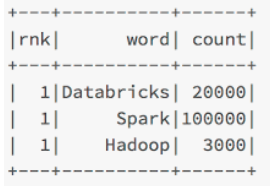 +---+----------+------+
|rnk|      word| count|
+---+----------+------+
|  1|Databricks| 20000|
|  1|     Spark|100000|
|  1|    Hadoop|  3000|
+---+----------+------+